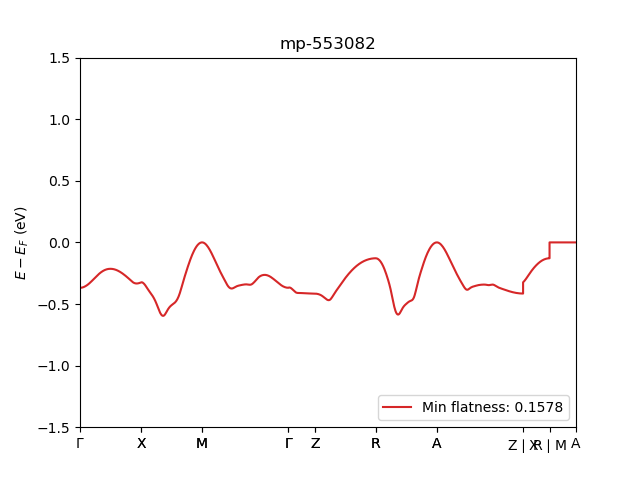 mp-553082
E − E_F (eV)
1.5
1.0
0.5
0.0
−0.5
−1.0
−1.5
Min flatness: 0.1578
Γ X M Γ Z R A Z | X R | M A